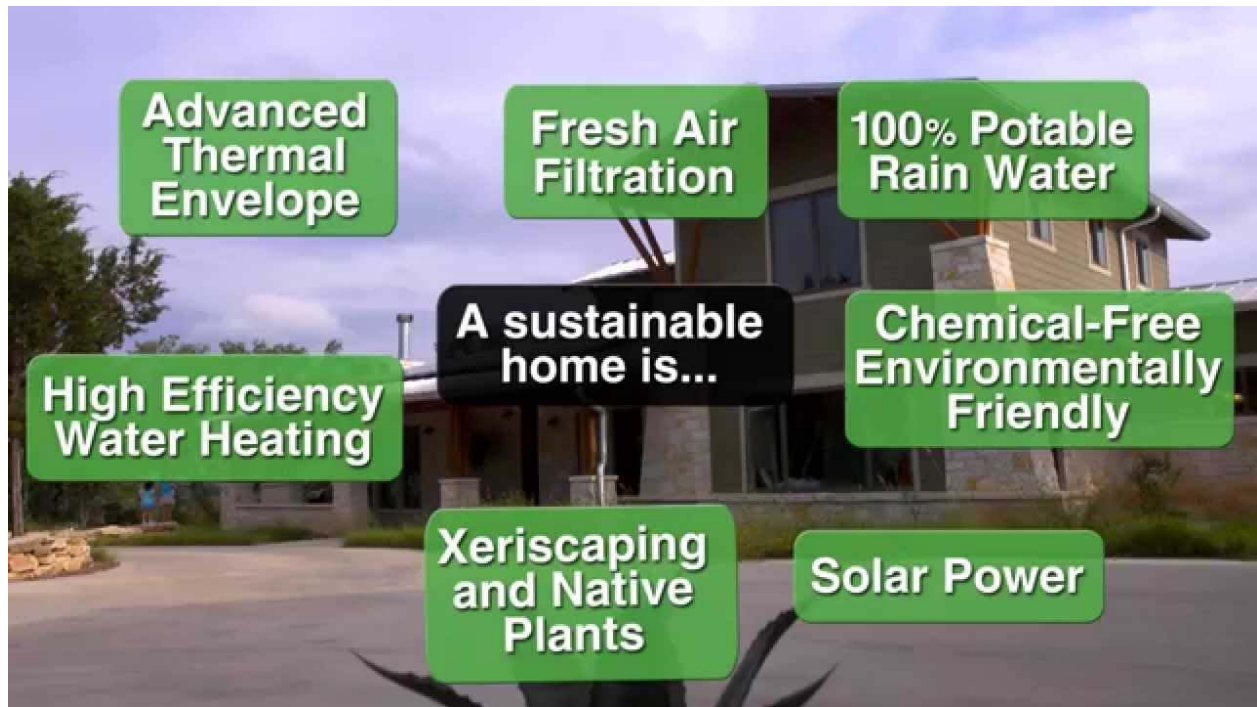 Advanced
Thermal
Envelope
Fresh Air
Filtration
100% Potable
Rain Water
A sustainable
home is...
High Efficiency
Water Heating
Chemical-Free
Environmentally
Friendly
Xeriscaping
and Native
Plants
Solar Power